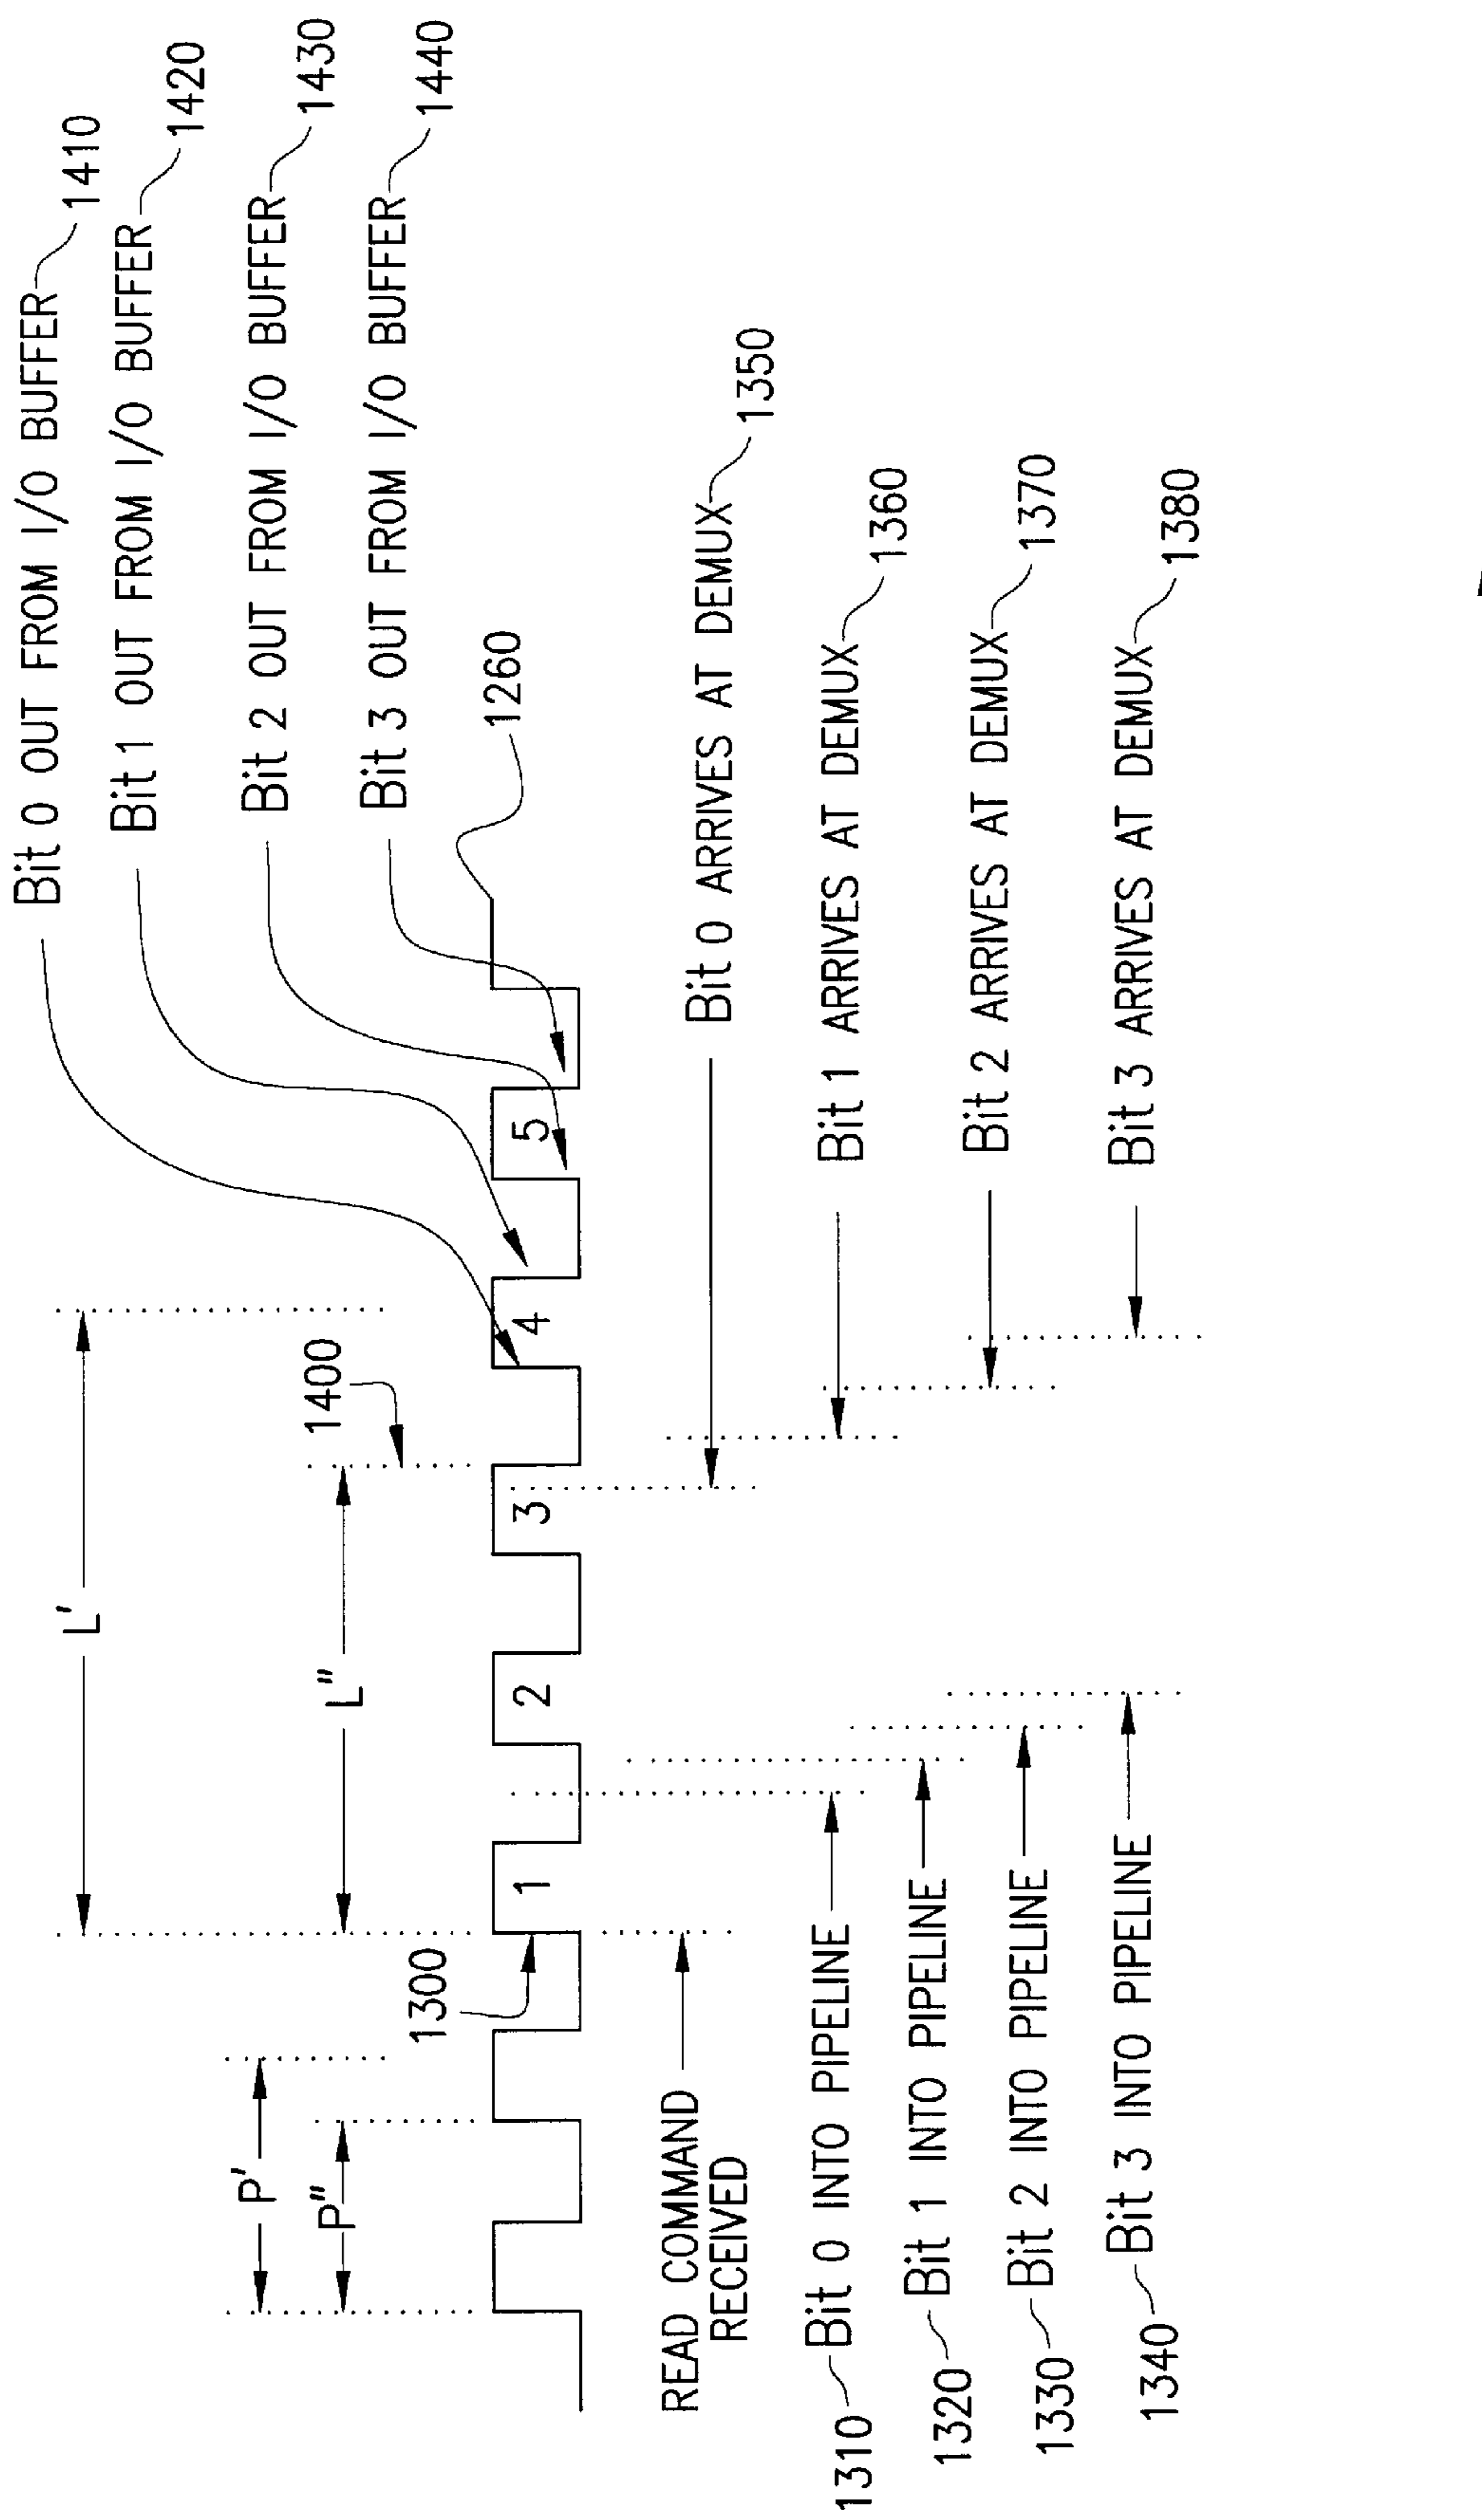 Bit 0 OUT FROM I/O BUFFER 1410
Bit 1 OUT FROM I/O BUFFER 1420
Bit 2 OUT FROM I/O BUFFER 1430
Bit 3 OUT FROM I/O BUFFER 1440
L'
P'
L"
1400
P"
1300
1260
1 2 3 4 5
READ COMMAND
RECEIVED
Bit 0 ARRIVES AT DEMUX 1350
1310 Bit 0 INTO PIPELINE
Bit 1 ARRIVES AT DEMUX 1360
1320 Bit 1 INTO PIPELINE
Bit 2 ARRIVES AT DEMUX 1370
1330 Bit 2 INTO PIPELINE
Bit 3 ARRIVES AT DEMUX 1380
1340 Bit 3 INTO PIPELINE